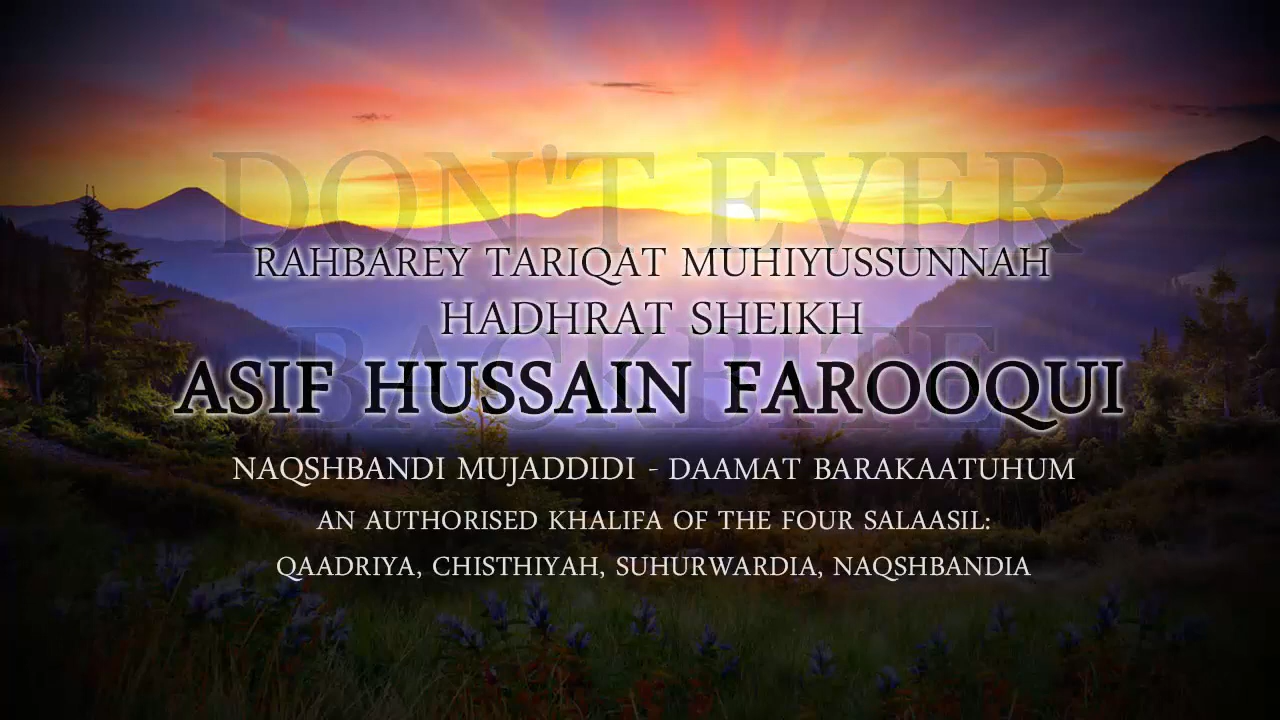 DON'T EVER
RAHBAREY TARIQAT MUHIYUSSUNNAH
HADHRAT SHEIKH
BACKBITE
ASIF HUSSAIN FAROOQUI
NAQSHBANDI MUJADDIDI - DAAMAT BARAKAATUHUM
AN AUTHORISED KHALIFA OF THE FOUR SALAASIL:
QAADRIYA, CHISTHIYAH, SUHURWARDIA, NAQSHBANDIA